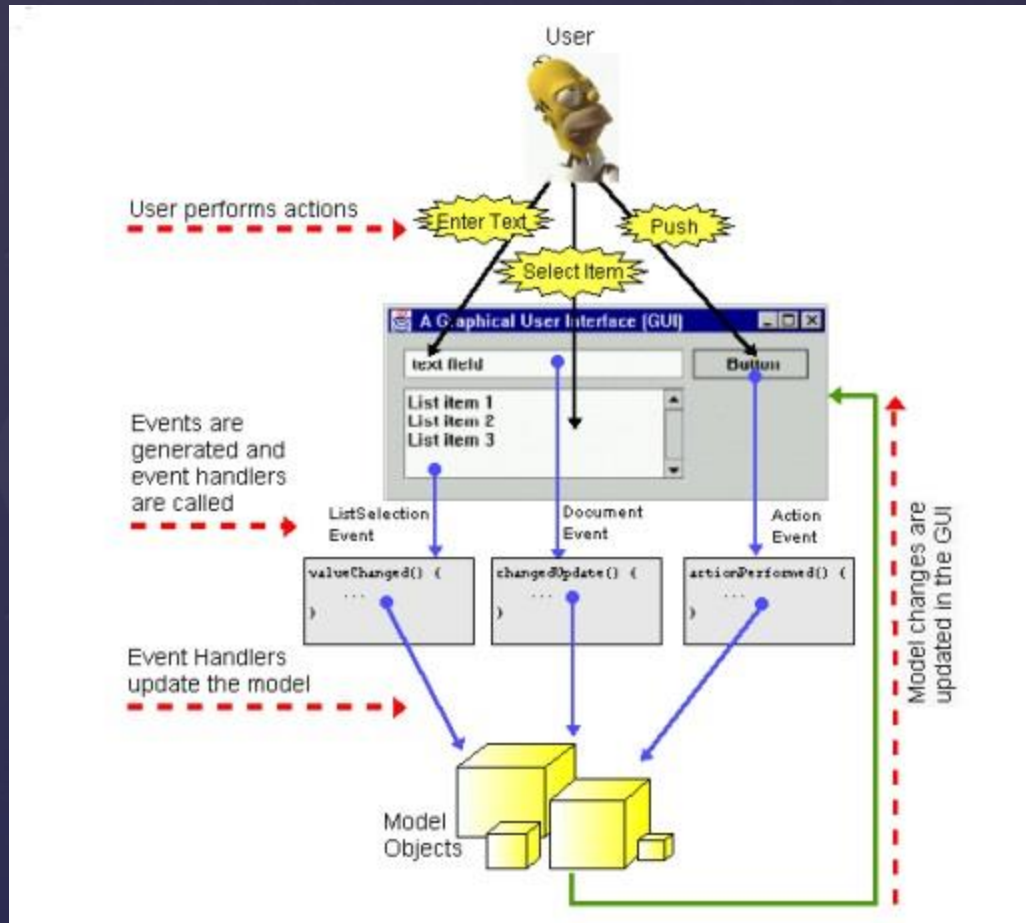 User
User performs actions
Enter Text
Push
Select Item
A Graphical User Interface (GUI)
text field
Button
List item 1
List item 2
List item 3
Events are
generated and
event handlers
are called
ListSelection
Event
Document
Event
Action
Event
valueChanged() {
...
}
changedUpdate() {
...
}
actionPerformed() {
...
}
Event Handlers
update the model
Model
Objects
Model changes are
updated in the GUI